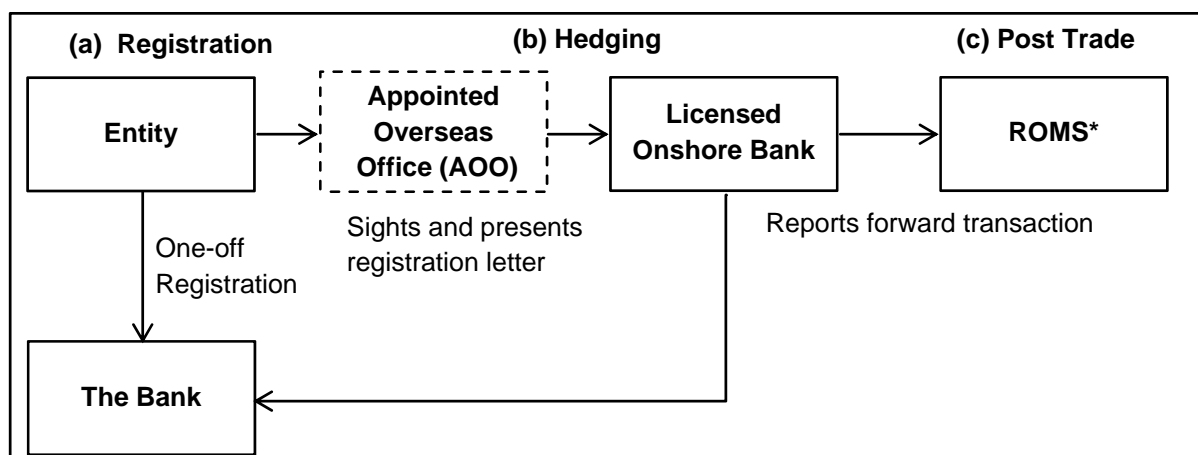 (a) Registration
(b) Hedging
(c) Post Trade
Entity
Appointed
Overseas
Office (AOO)
Licensed
Onshore Bank
ROMS*
One-off
Registration
Sights and presents
registration letter
Reports forward transaction
The Bank